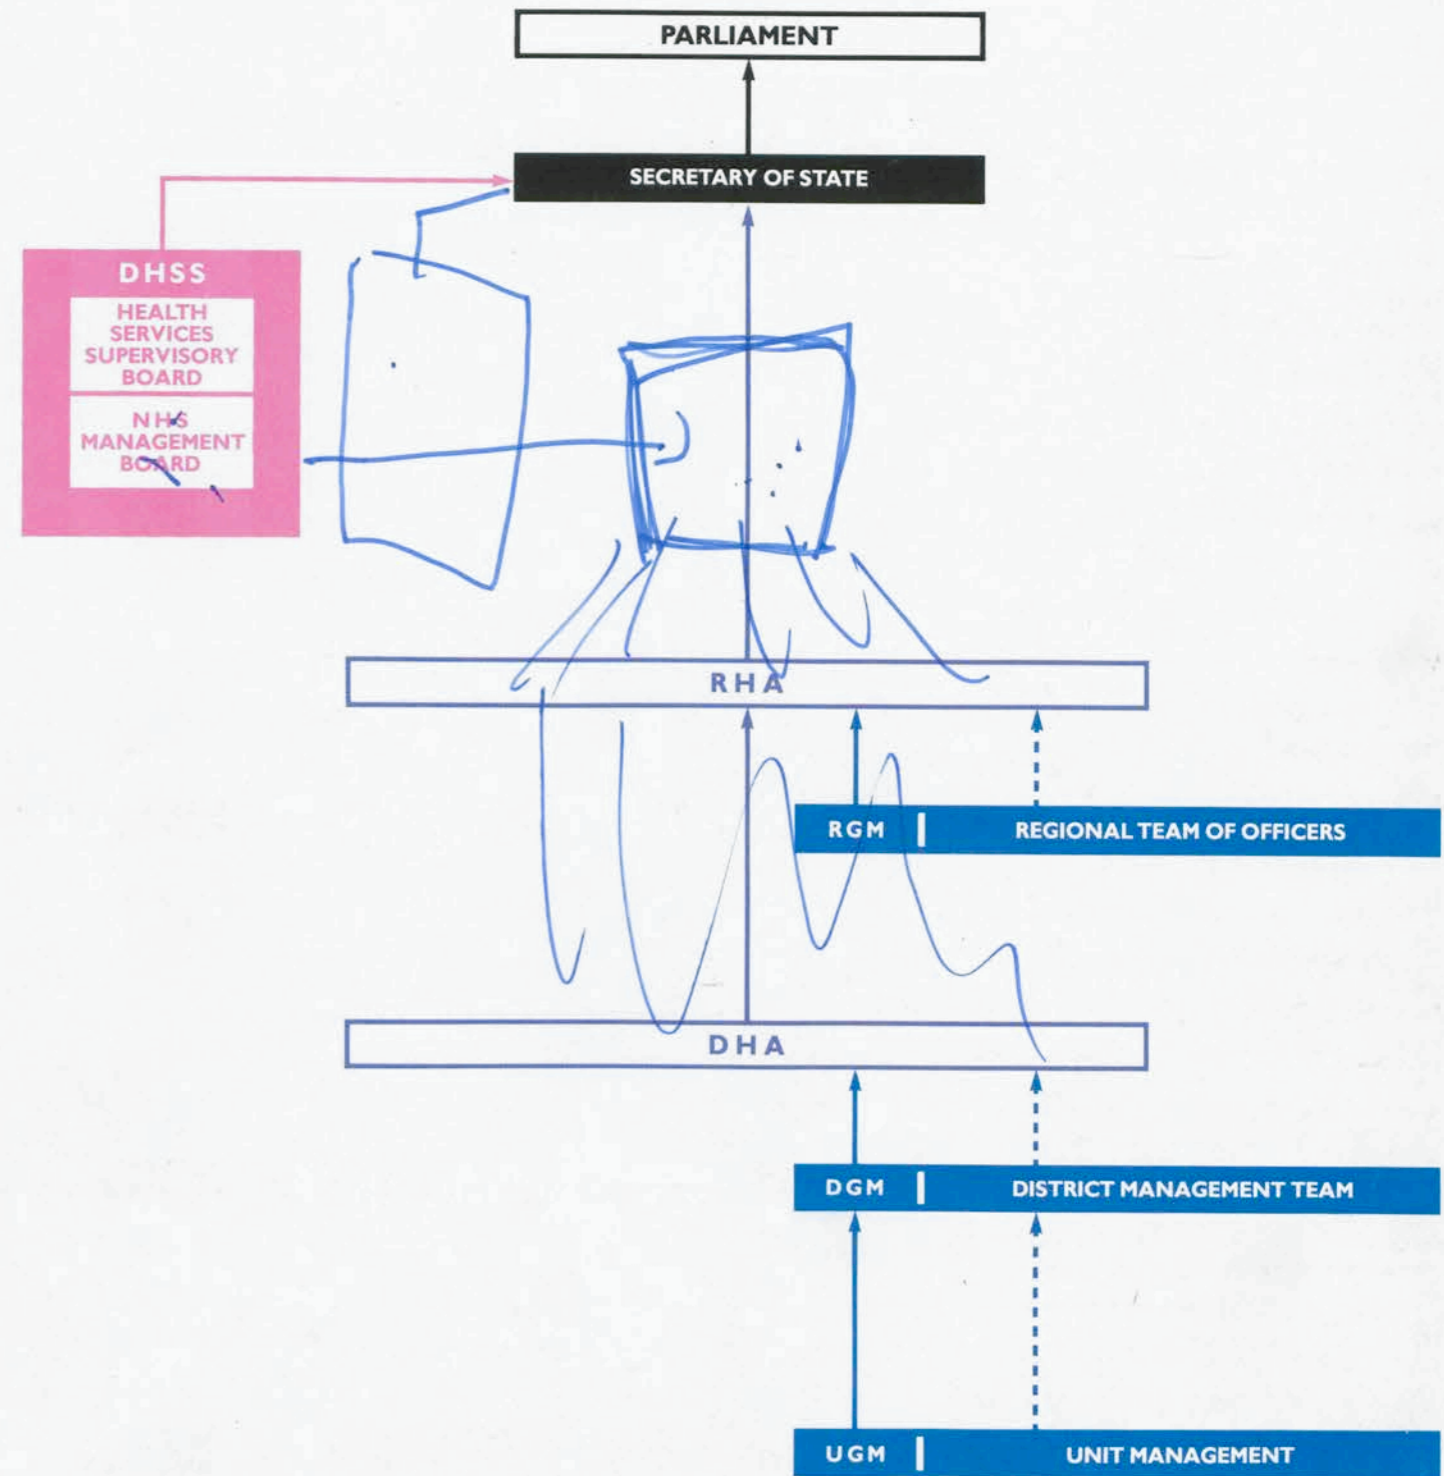 PARLIAMENT
SECRETARY OF STATE
DHSS
HEALTH
SERVICES
SUPERVISORY
BOARD
NHS
MANAGEMENT
BOARD
RHA
RGM
REGIONAL TEAM OF OFFICERS
DHA
DGM
DISTRICT MANAGEMENT TEAM
UGM
UNIT MANAGEMENT